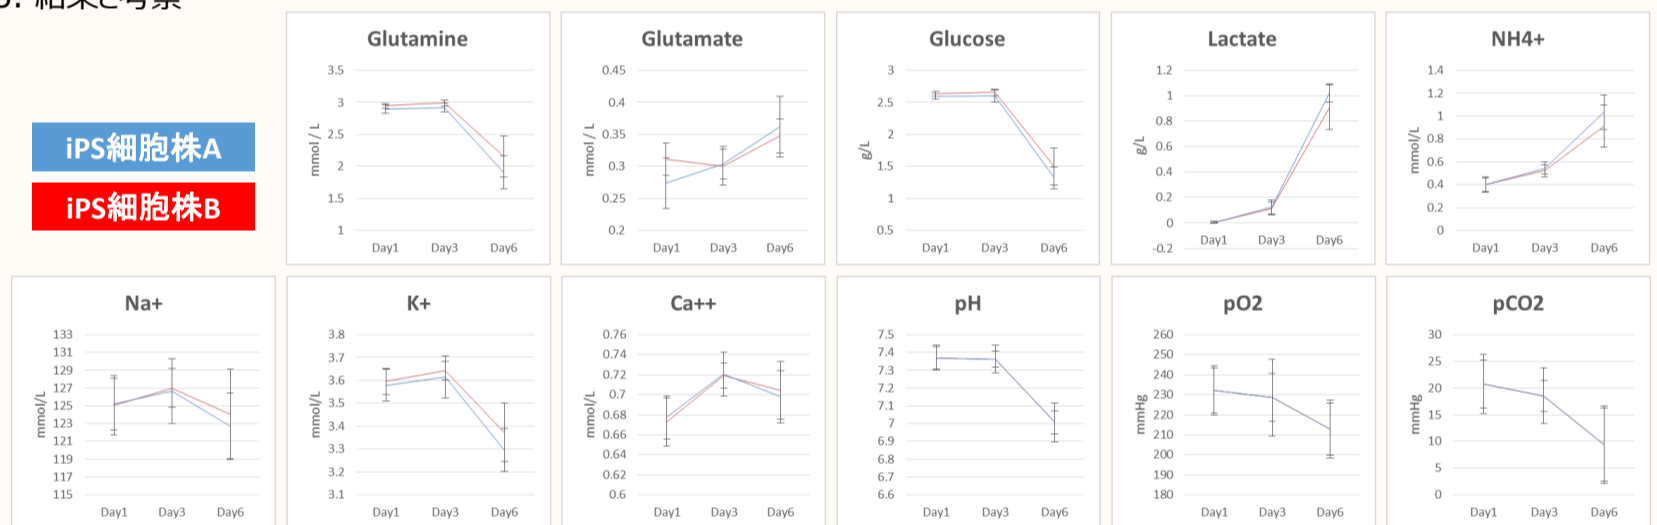 結果と考察
iPS細胞株A
iPS細胞株B
Glutamine
mmol/ L
3.5
3
2.5
2
1.5
1
Day1 Day3 Day6
Glutamate
mmol/ L
0.45
0.4
0.35
0.3
0.25
0.2
Day1 Day3 Day6
Glucose
g/L
3
2.5
2
1.5
1
0.5
Day1 Day3 Day6
Lactate
g/L
1.2
1
0.8
0.6
0.4
0.2
0
-0.2
Day1 Day3 Day6
NH4+
mmol/L
1.4
1.2
1
0.8
0.6
0.4
0.2
0
Day1 Day3 Day6
Na+
mmol/L
133
131
129
127
125
123
121
119
117
115
Day1 Day3 Day6
K+
mmol/L
3.8
3.7
3.6
3.5
3.4
3.3
3.2
3.1
Day1 Day3 Day6
Ca++
mmol/L
0.76
0.74
0.72
0.7
0.68
0.66
0.64
0.62
0.6
Day1 Day3 Day6
pH
7.5
7.4
7.3
7.2
7.1
7
6.9
6.8
6.7
6.6
Day1 Day3 Day6
pO2
mmHg
260
250
240
230
220
210
200
190
180
Day1 Day3 Day6
pCO2
mmHg
30
25
20
15
10
5
0
Day1 Day3 Day6